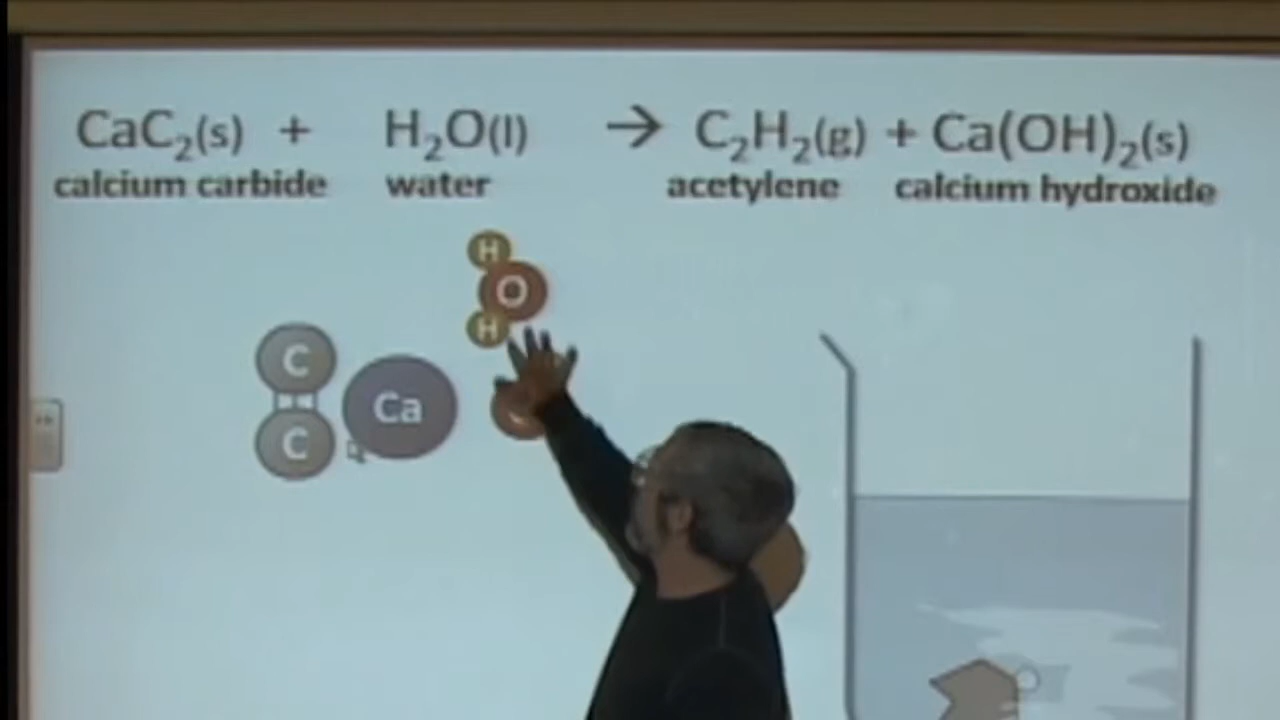 CaC₂(s) + H₂O(l) → C₂H₂(g) + Ca(OH)₂(s)
calcium carbide water acetylene calcium hydroxide
H
O
H
C
Ca
C